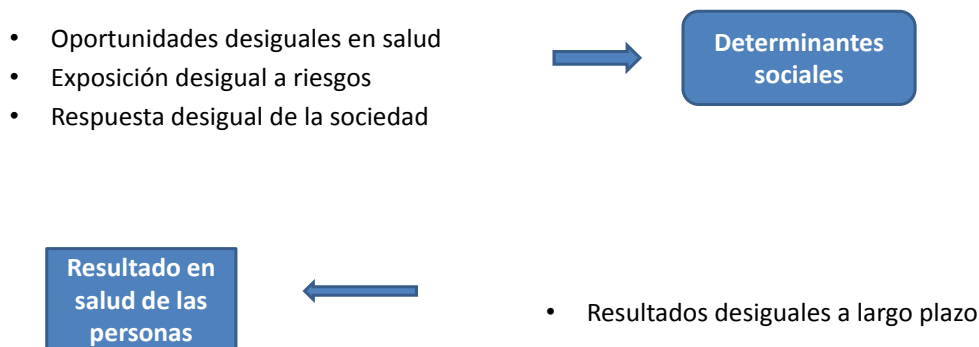 • Oportunidades desiguales en salud
• Exposición desigual a riesgos
• Respuesta desigual de la sociedad
Determinantes
sociales
Resultado en
salud de las
personas
• Resultados desiguales a largo plazo